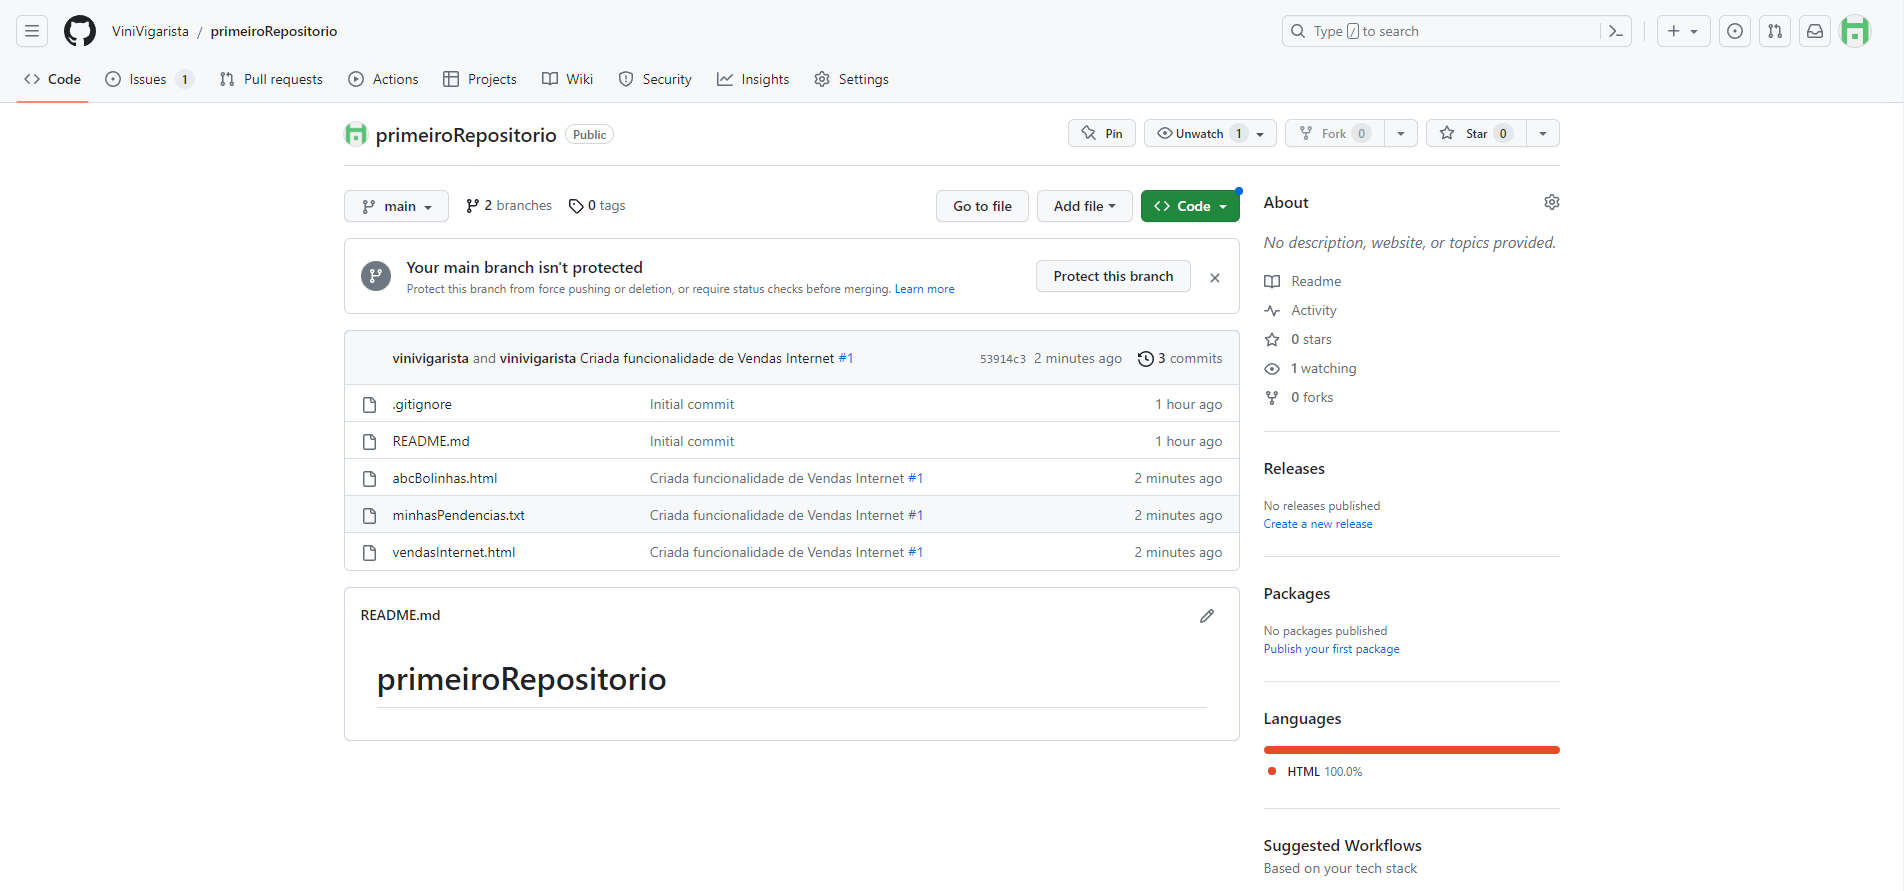 ViniVigarista / primeiroRepositorio
Type / to search
Code
Issues 1
Pull requests
Actions
Projects
Wiki
Security
Insights
Settings
primeiroRepositorio Public
Pin
Unwatch 1
Fork 0
Star 0
main
2 branches
0 tags
Go to file
Add file
Code
Your main branch isn't protected
Protect this branch from force pushing or deletion, or require status checks before merging. Learn more
Protect this branch
vinivigarista and vinivigarista Criada funcionalidade de Vendas Internet #1 53914c3 2 minutes ago 3 commits
.gitignore Initial commit 1 hour ago
README.md Initial commit 1 hour ago
abcBolinhas.html Criada funcionalidade de Vendas Internet #1 2 minutes ago
minhasPendencias.txt Criada funcionalidade de Vendas Internet #1 2 minutes ago
vendasInternet.html Criada funcionalidade de Vendas Internet #1 2 minutes ago
README.md
primeiroRepositorio
About
No description, website, or topics provided.
Readme
Activity
0 stars
1 watching
0 forks
Releases
No releases published
Create a new release
Packages
No packages published
Publish your first package
Languages
HTML 100.0%
Suggested Workflows
Based on your tech stack